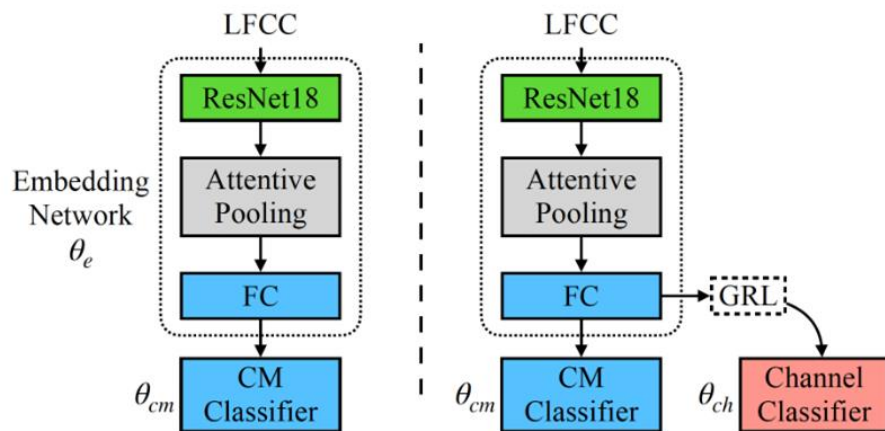 LFCC
ResNet18
Attentive
Pooling
FC
CM
Classifier
Embedding
Network
θe
θcm
LFCC
ResNet18
Attentive
Pooling
FC
GRL
CM
Classifier
θcm
Channel
Classifier
θch